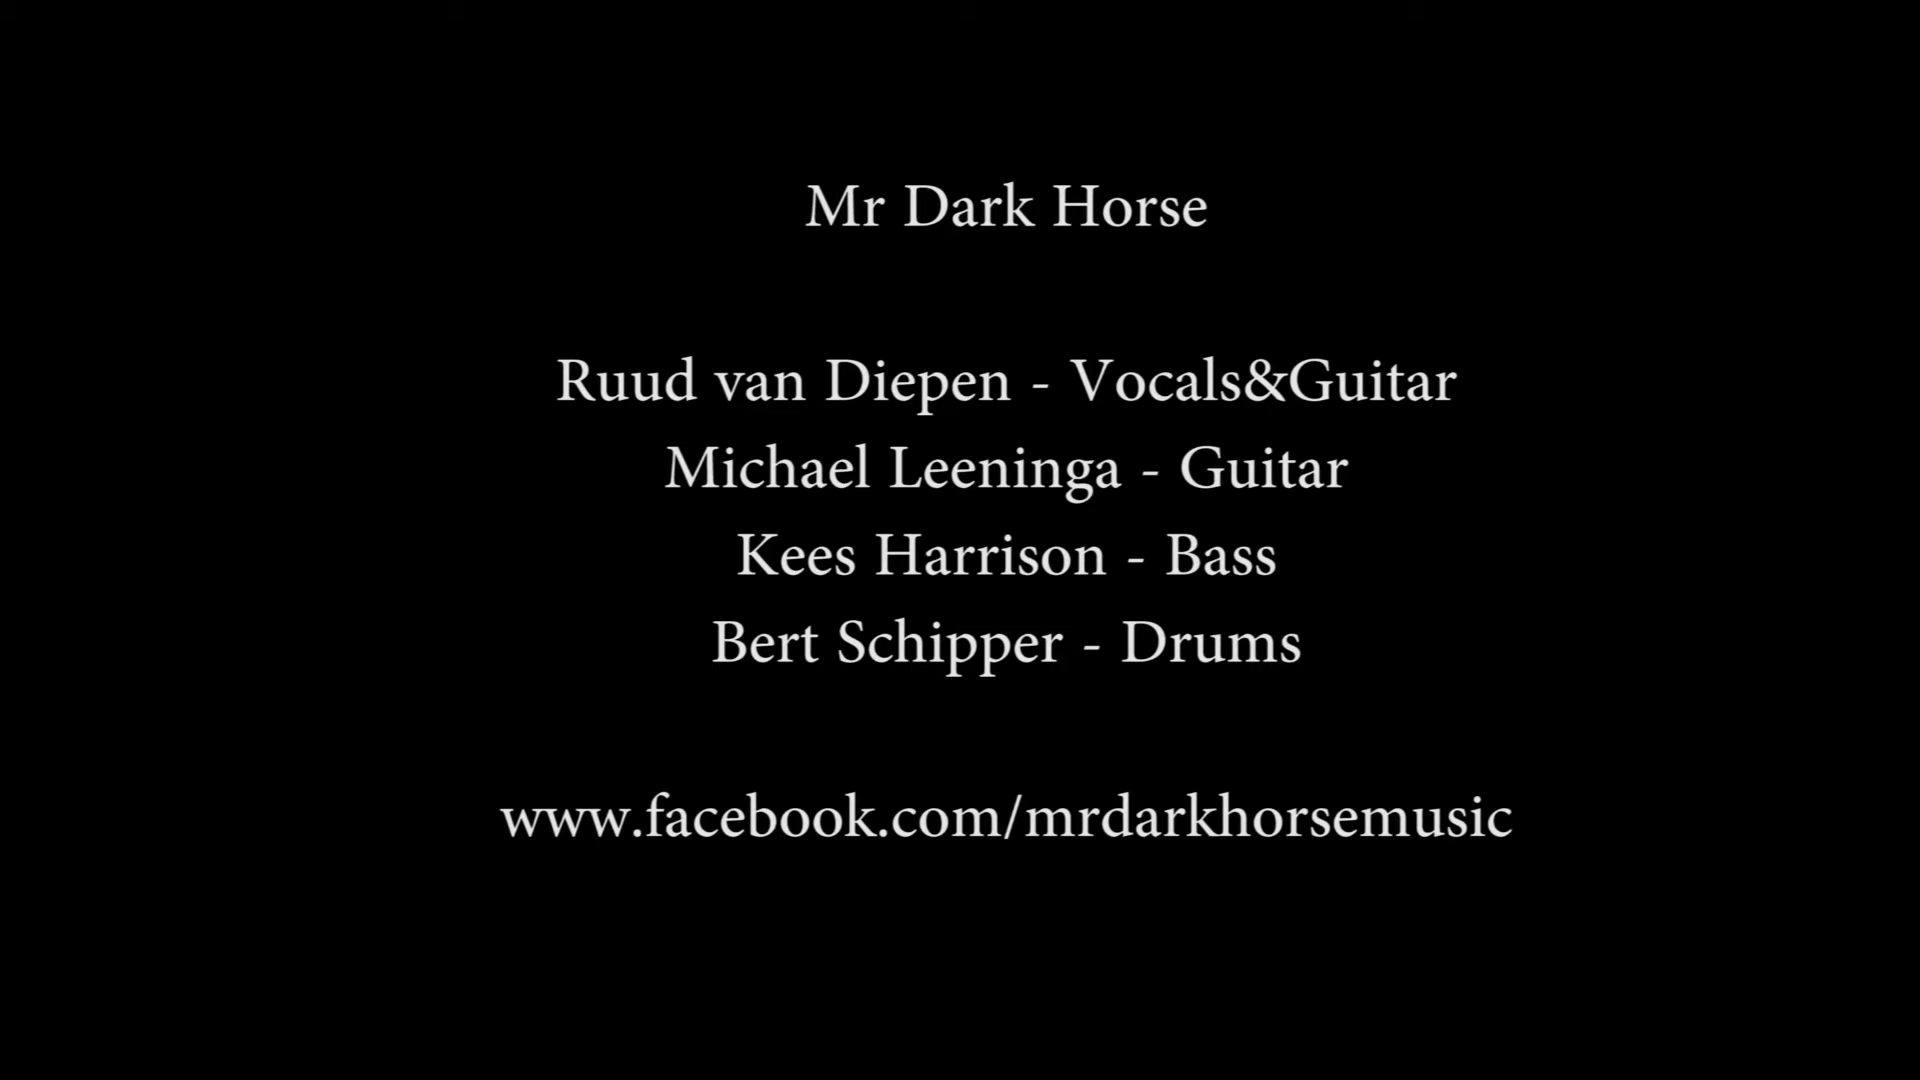 Mr Dark Horse
Ruud van Diepen - Vocals&Guitar
Michael Leeninga - Guitar
Kees Harrison - Bass
Bert Schipper - Drums
www.facebook.com/mrdarkhorsemusic